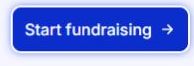 Start fundraising →